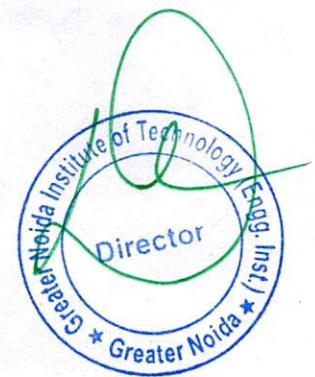 Greater Noida Institute of Technology (Engg. Inst.)
Director
★ Greater Noida ★